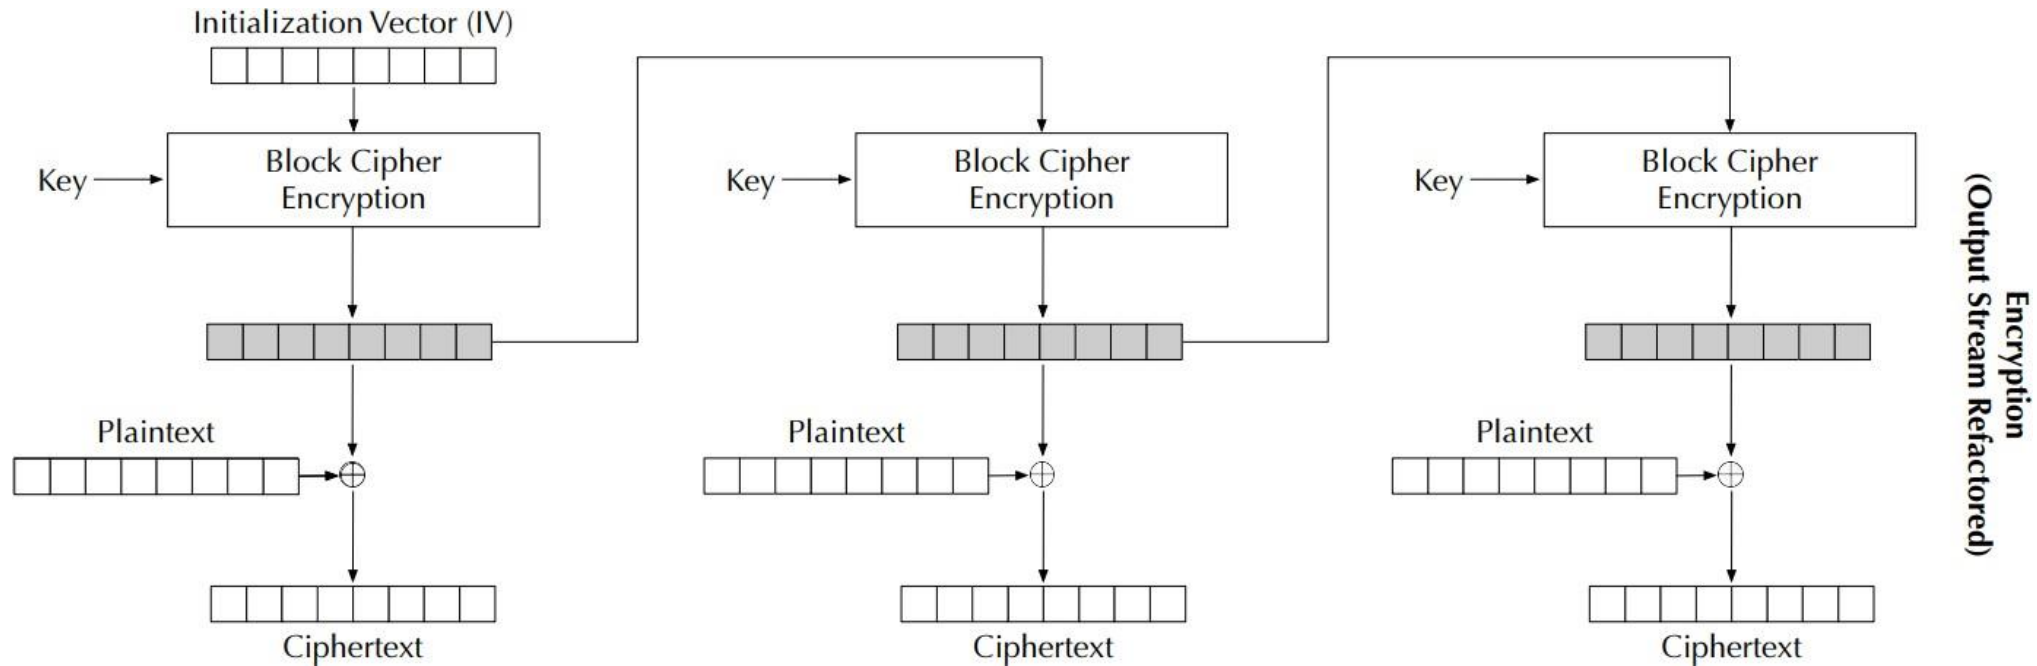 Initialization Vector (IV)
Key
Block Cipher
Encryption
Key
Block Cipher
Encryption
Key
Block Cipher
Encryption
Plaintext
Plaintext
Plaintext
Ciphertext
Ciphertext
Ciphertext
Encryption
(Output Stream Refactored)